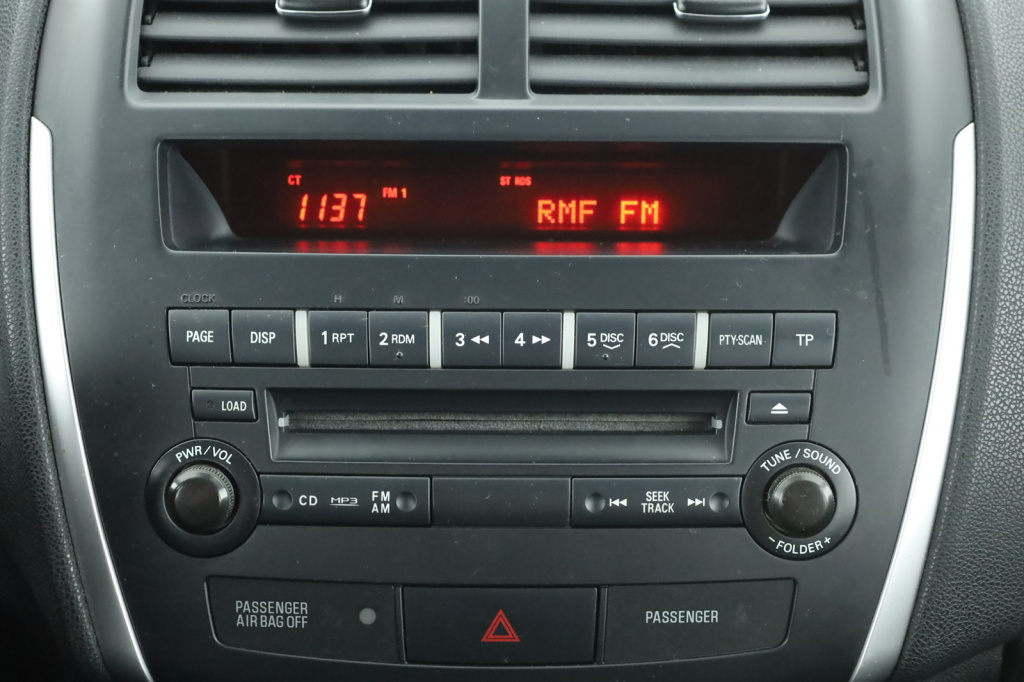 CT
1137
FM 1
ST RDS
RMF FM
CLOCK H M :00
PAGE DISP 1 RPT 2 RDM 3 4 5 DISC 6 DISC PTY·SCAN TP
LOAD
PWR/VOL
TUNE / SOUND
CD MP3 FM
AM
SEEK
TRACK
- FOLDER +
PASSENGER
AIR BAG OFF
PASSENGER